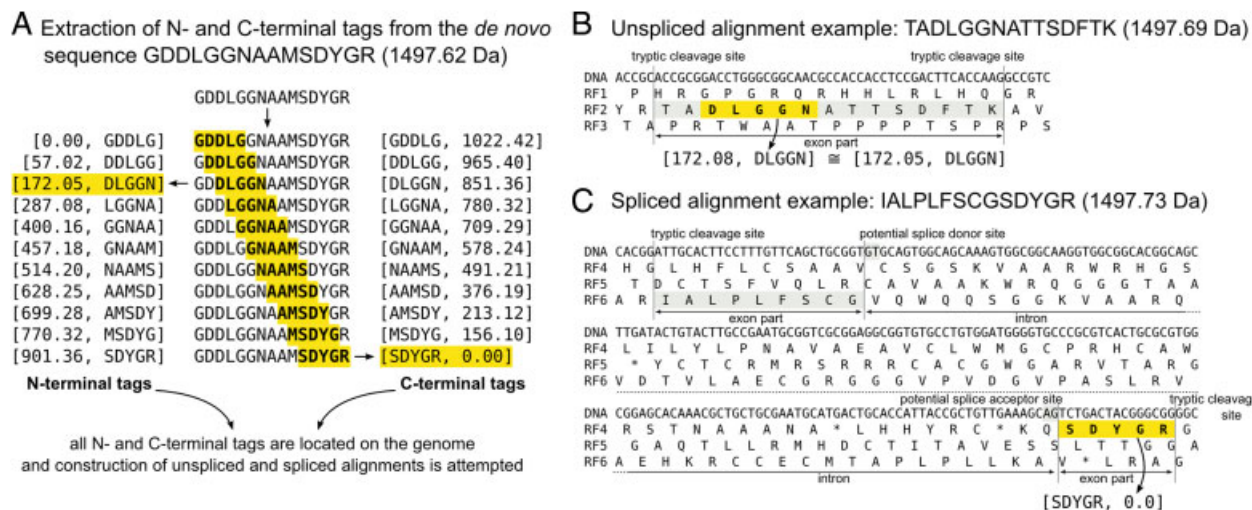 A Extraction of N- and C-terminal tags from the de novo
sequence GDDLGGNAAMSDYGR (1497.62 Da)
GDDLGGNAAMSDYGR
[0.00, GDDLG] GDDLGGNAAMSDYGR [GDDLG, 1022.42]
[57.02, DDLGG] GDDLGGNAAMSDYGR [DDLGG, 965.40]
[172.05, DLGGN] GDDLGGNAAMSDYGR [DLGGN, 851.36]
[287.08, LGGNA] GDDLGGNAAMSDYGR [LGGNA, 780.32]
[400.16, GGNAA] GDDLGGNAAMSDYGR [GGNAA, 709.29]
[457.18, GNAAM] GDDLGGNAAMSDYGR [GNAAM, 578.24]
[514.20, NAAMS] GDDLGGNAAMSDYGR [NAAMS, 491.21]
[628.25, AAMSD] GDDLGGNAAMSDYGR [AAMSD, 376.19]
[699.28, AMSDY] GDDLGGNAAMSDYGR [AMSDY, 213.12]
[770.32, MSDYG] GDDLGGNAAMSDYGR [MSDYG, 156.10]
[901.36, SDYGR] GDDLGGNAAMSDYGR [SDYGR, 0.00]
N-terminal tags C-terminal tags
all N- and C-terminal tags are located on the genome
and construction of unspliced and spliced alignments is attempted
B Unspliced alignment example: TADLGGNATTSDFTK (1497.69 Da)
tryptic cleavage site tryptic cleavage site
DNA ACCGCACCGCGGACCTGGGCGGCAACGCCACCACCTCCGACTTCACCAAGGCCGTC
RF1 P H R G P G R Q R H H L R L H Q G R
RF2 Y R T A D L G G N A T T S D F T K A V
RF3 T A P R T W A A T P P P P T S P R P S
exon part
[172.08, DLGGN] ≅ [172.05, DLGGN]
C Spliced alignment example: IALPLFSCGSDYGR (1497.73 Da)
tryptic cleavage site potential splice donor site
DNA CACGGATTGCACTTCCTTTGTTCAGCTGCGGTGTGCAGTGGCAGCAAAGTGGCGGCAAGGTGGCGGCACGGCAGC
RF4 H G L H F L C S A A V C S G S K V A A R W R H G S
RF5 T D C T S F V Q L R C A V A A K W R Q G G G T A A
RF6 A R I A L P L F S C G V Q W Q Q S G G K V A A R Q
exon part intron
DNA TTGATACTGTACTTGCCGAATGCGGTCGCGGAGGCGGTGTGCCTGTGGATGGGGTGCCCGCGTCACTGCGCGTGG
RF4 L I L Y L P N A V A E A V C L W M G C P R H C A W
RF5 * Y C T C R M R S R R R C A C G W G A R V T A R G
RF6 V D T V L A E C G R G G G V P V D G V P A S L R V
potential splice acceptor site tryptic cleavag
site
DNA CGGAGCACAAACGCTGCTGCGAATGCATGACTGCACCATTACCGCTGTTGAAAGCAGTCTGACTACGGGCGGGGC
RF4 R S T N A A A N A * L H H Y R C * K Q S D Y G R G
RF5 G A Q T L L R M H D C T I T A V E S S L T T G G A
RF6 A E H K R C C E C M T A P L P L L K A V * L R A G
intron exon part
[SDYGR, 0.0]